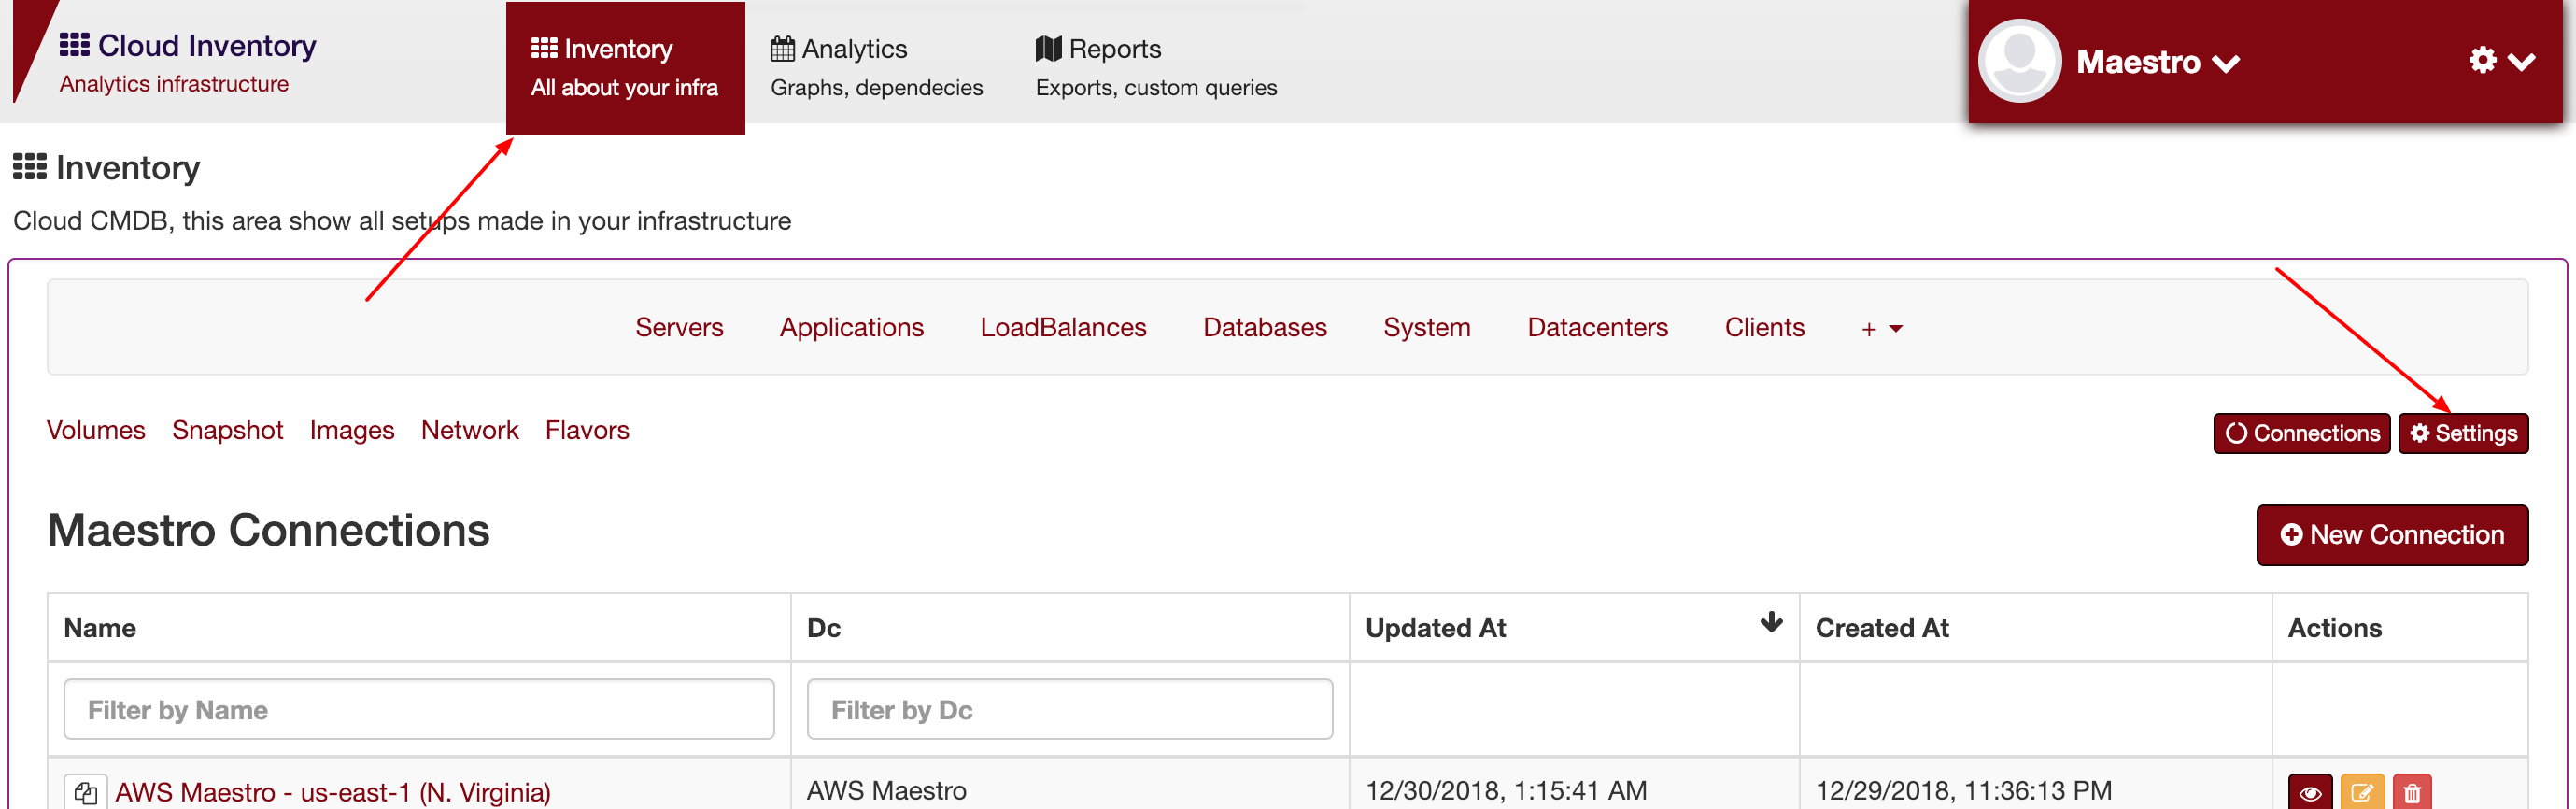 Cloud Inventory
Analytics infrastructure
Inventory
All about your infra
Analytics
Graphs, dependecies
Reports
Exports, custom queries
Maestro
Inventory
Cloud CMDB, this area show all setups made in your infrastructure
Servers Applications LoadBalances Databases System Datacenters Clients +
Volumes Snapshot Images Network Flavors
Connections Settings
Maestro Connections
New Connection
Name Dc Updated At Created At Actions
Filter by Name Filter by Dc
AWS Maestro - us-east-1 (N. Virginia) AWS Maestro 12/30/2018, 1:15:41 AM 12/29/2018, 11:36:13 PM